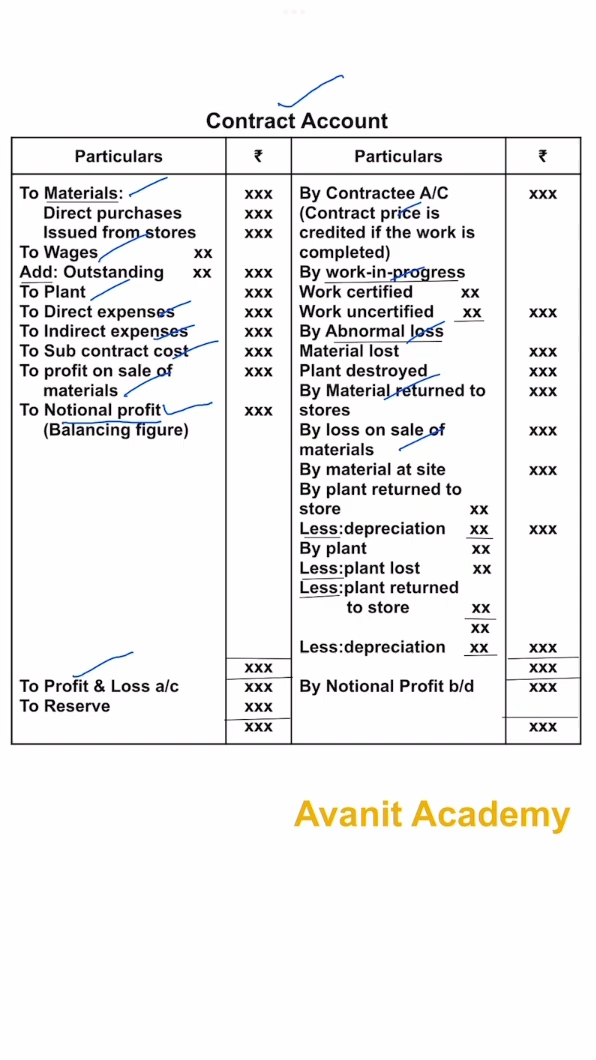 Contract Account
Particulars ₹ Particulars ₹
To Materials: xxx By Contractee A/C xxx
Direct purchases xxx (Contract price is
Issued from stores xxx credited if the work is
To Wages xx completed)
Add: Outstanding xx xxx By work-in-progress
To Plant xxx Work certified xx
To Direct expenses xxx Work uncertified xx xxx
To Indirect expenses xxx By Abnormal loss
To Sub contract cost xxx Material lost xxx
To profit on sale of xxx Plant destroyed xxx
materials By Material returned to xxx
To Notional profit xxx stores
(Balancing figure) By loss on sale of xxx
materials
By material at site xxx
By plant returned to
store xx
Less:depreciation xx xxx
By plant xx
Less:plant lost xx
Less:plant returned
to store xx
xx
Less:depreciation xx xxx
xxx xxx
To Profit & Loss a/c xxx By Notional Profit b/d xxx
To Reserve xxx
xxx xxx
Avanit Academy